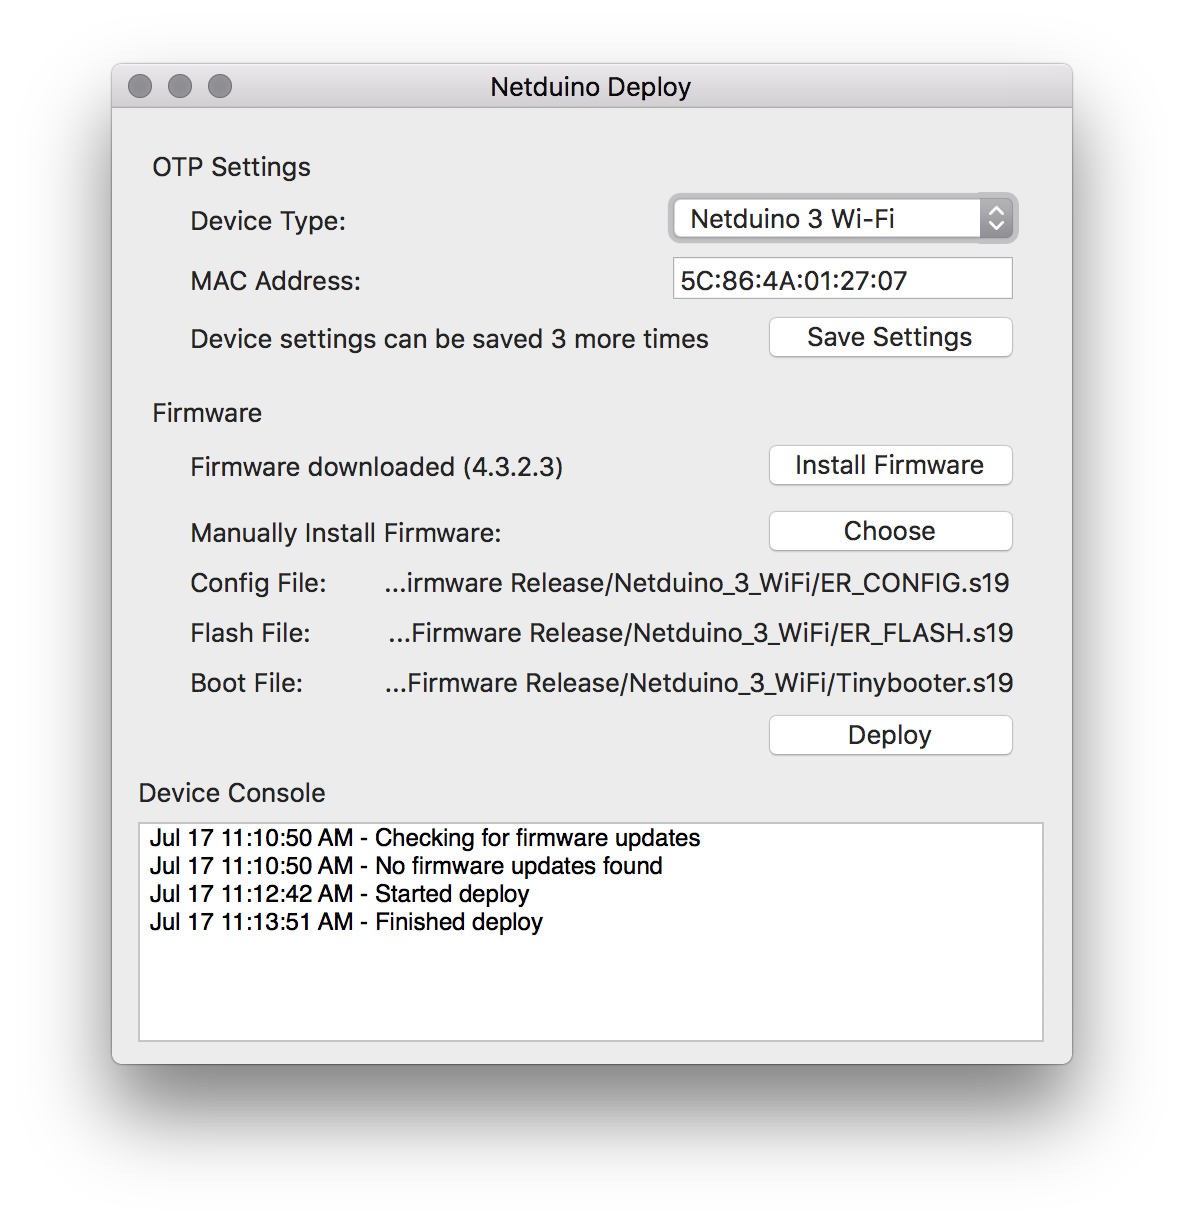 Netduino Deploy
OTP Settings
Device Type: Netduino 3 Wi-Fi
MAC Address: 5C:86:4A:01:27:07
Device settings can be saved 3 more times Save Settings
Firmware
Firmware downloaded (4.3.2.3) Install Firmware
Manually Install Firmware: Choose
Config File: ...irmware Release/Netduino_3_WiFi/ER_CONFIG.s19
Flash File: ...Firmware Release/Netduino_3_WiFi/ER_FLASH.s19
Boot File: ...Firmware Release/Netduino_3_WiFi/Tinybooter.s19
Deploy
Device Console
Jul 17 11:10:50 AM - Checking for firmware updates
Jul 17 11:10:50 AM - No firmware updates found
Jul 17 11:12:42 AM - Started deploy
Jul 17 11:13:51 AM - Finished deploy